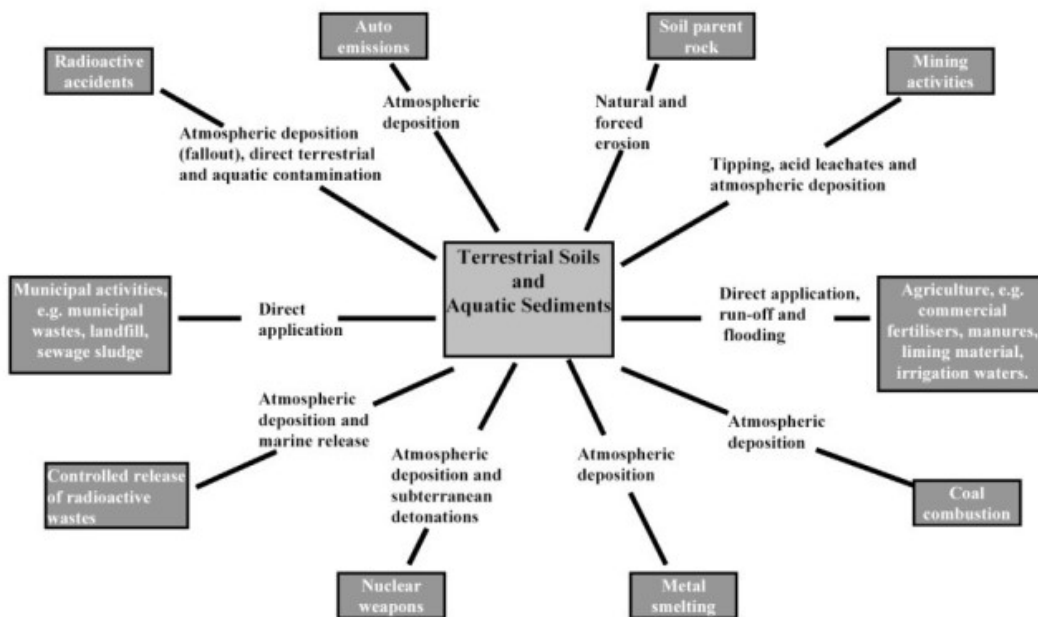 Auto
emissions
Soil parent
rock
Radioactive
accidents
Mining
activities
Atmospheric
deposition
Natural and
forced
erosion
Atmospheric deposition
(fallout), direct terrestrial
and aquatic contamination
Tipping, acid leachates and
atmospheric deposition
Terrestrial Soils
and
Aquatic Sediments
Municipal activities,
e.g. municipal
wastes, landfill,
sewage sludge
Direct
application
Direct application,
run-off and
flooding
Agriculture, e.g.
commercial
fertilisers, manures,
liming material,
irrigation waters.
Atmospheric
deposition and
marine release
Atmospheric
deposition
Atmospheric
deposition and
subterranean
detonations
Atmospheric
deposition
Controlled release
of radioactive
wastes
Coal
combustion
Nuclear
weapons
Metal
smelting